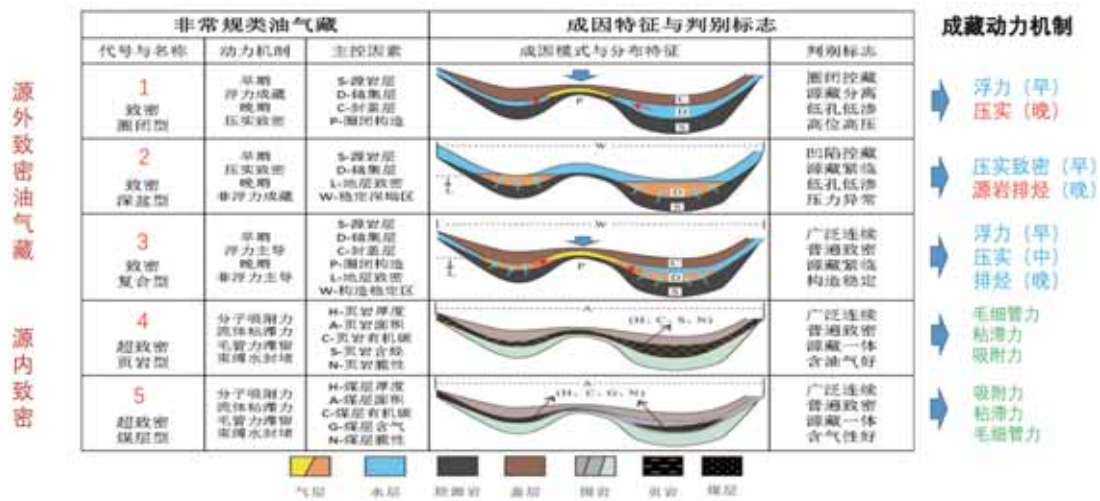 非常规类油气藏
成因特征与判别标志
成藏动力机制
代号与名称
动力机制
主控因素
成因模式与分布特征
判别标志
源外致密油气藏
1
致密
圈闭型
早期
浮力成藏
晚期
压实致密
S-源岩层
D-储集层
C-封盖层
P-圈闭构造
P
C
D
S
圈闭控藏
源藏分离
低孔低渗
高位高压
浮力（早）
压实（晚）
2
致密
深盆型
早期
压实致密
晚期
非浮力成藏
S-源岩层
D-储集层
L-地层致密
W-稳定深坳区
W
L
D
S
凹陷控藏
源藏紧临
低孔低渗
压力异常
压实致密（早）
源岩排烃（晚）
3
致密
复合型
早期
浮力主导
晚期
非浮力主导
S-源岩层
D-储集层
C-封盖层
P-圈闭构造
L-地层致密
W-构造稳定区
W
L
P
C
D
S
广泛连续
普遍致密
源藏紧临
构造稳定
浮力（早）
压实（中）
排烃（晚）
源内致密
4
超致密
页岩型
分子吸附力
流体粘滞力
毛管力滞留
束缚水封堵
H-页岩厚度
A-页岩面积
C-页岩有机碳
S-页岩含烃
N-页岩脆性
A
(H、C、S、N)
广泛连续
普遍致密
源藏一体
含油气好
毛细管力
粘滞力
吸附力
5
超致密
煤层型
分子吸附力
流体粘滞力
毛管力滞留
束缚水封堵
H-煤层厚度
A-煤层面积
C-煤层有机碳
G-煤层含气
N-煤层脆性
A
(H、C、G、N)
广泛连续
普遍致密
源藏一体
含气性好
吸附力
粘滞力
毛细管力
气层
水层
烃源岩
盖层
围岩
页岩
煤层